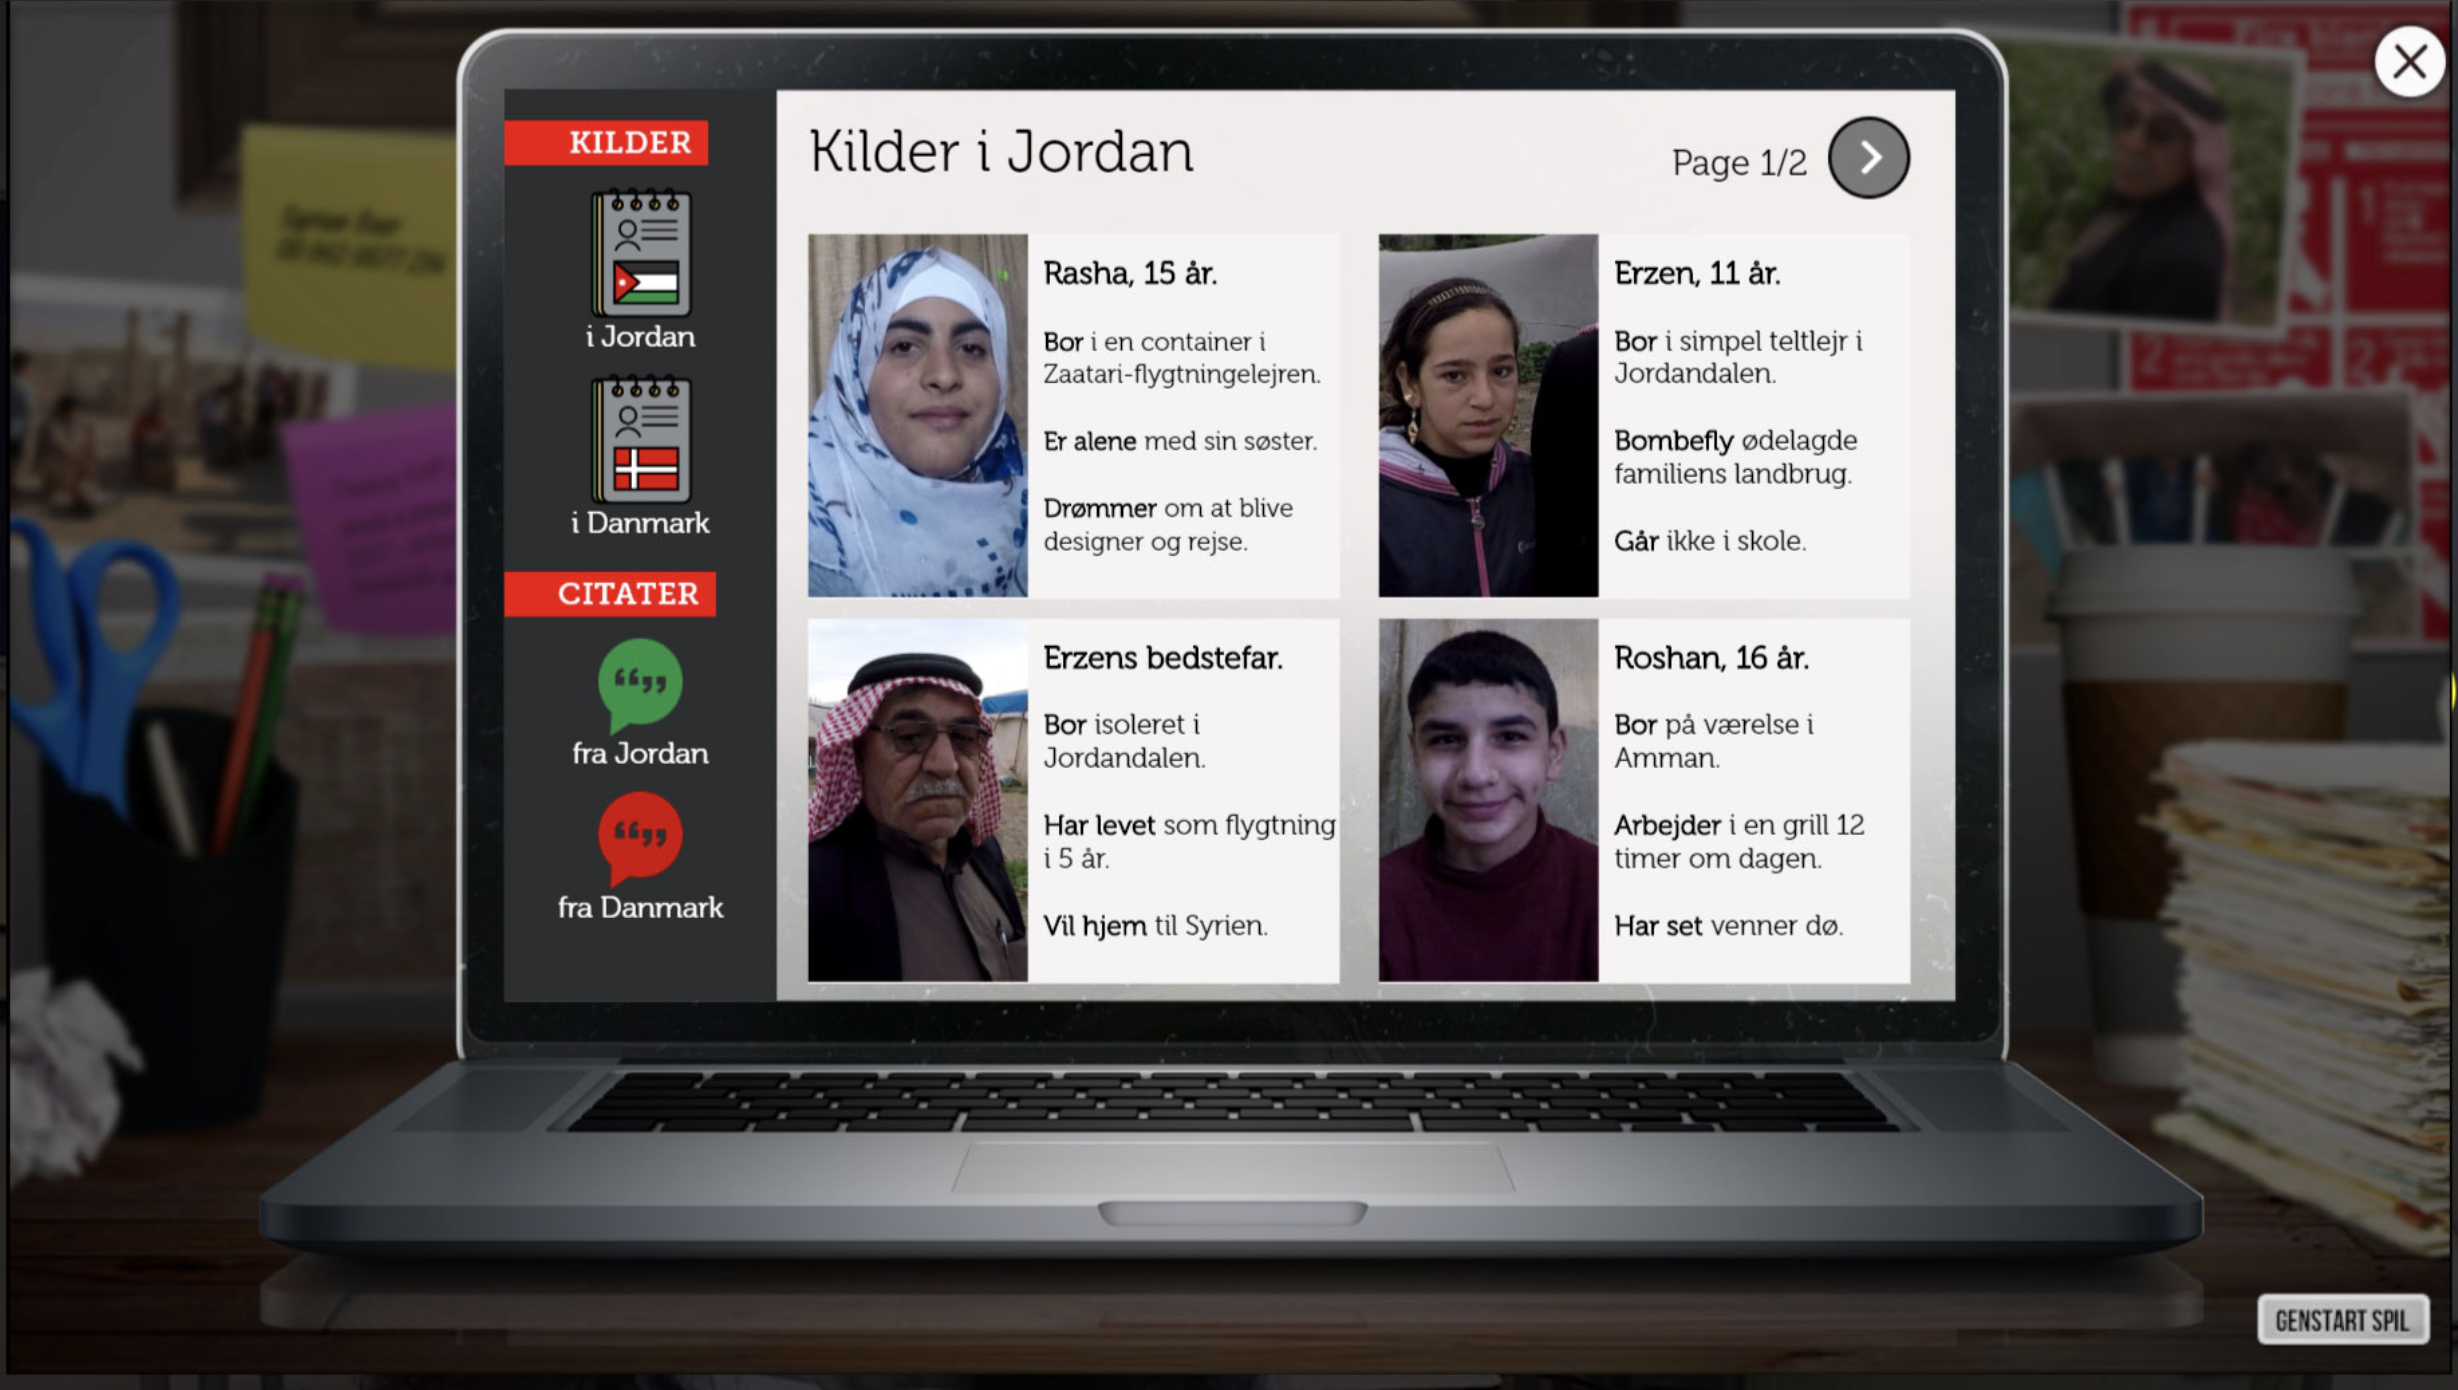 KILDER
i Jordan
i Danmark
CITATER
fra Jordan
fra Danmark
Kilder i Jordan
Page 1/2
Rasha, 15 år.
Bor i en container i
Zaatari-flygtningelejren.
Er alene med sin søster.
Drømmer om at blive
designer og rejse.
Erzen, 11 år.
Bor i simpel teltlejr i
Jordandalen.
Bombefly ødelagde
familiens landbrug.
Går ikke i skole.
Erzens bedstefar.
Bor isoleret i
Jordandalen.
Har levet som flygtning
i 5 år.
Vil hjem til Syrien.
Roshan, 16 år.
Bor på værelse i
Amman.
Arbejder i en grill 12
timer om dagen.
Har set venner dø.
GENSTART SPIL